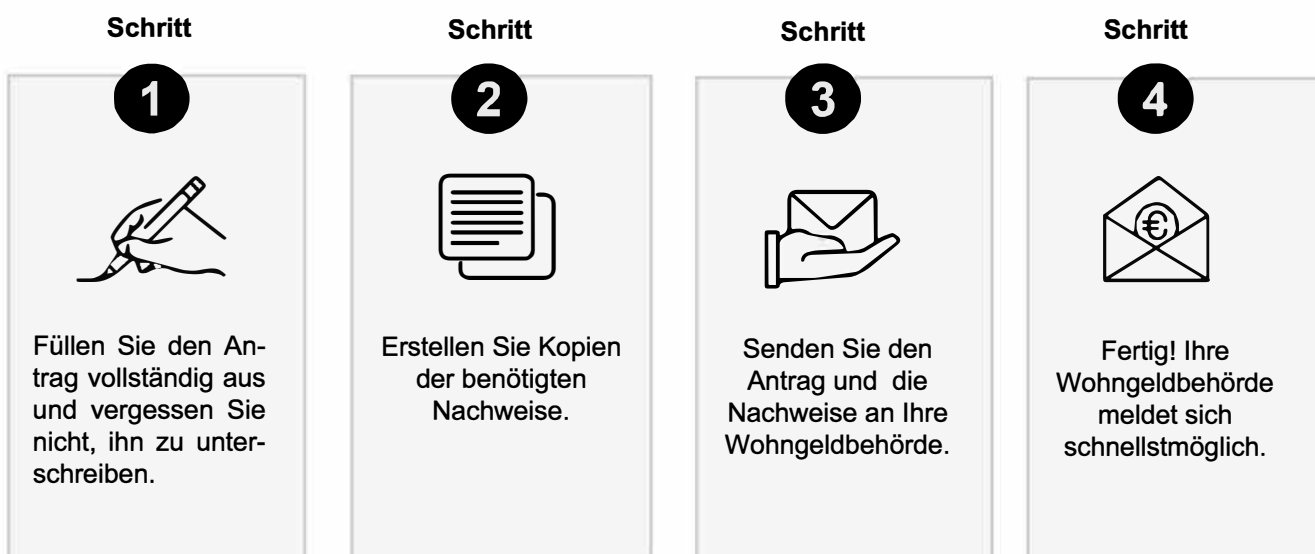 Schritt
1
Füllen Sie den An-
trag vollständig aus
und vergessen Sie
nicht, ihn zu unter-
schreiben.
Schritt
2
Erstellen Sie Kopien
der benötigten
Nachweise.
Schritt
3
Senden Sie den
Antrag und die
Nachweise an Ihre
Wohngeldbehörde.
Schritt
4
€
Fertig! Ihre
Wohngeldbehörde
meldet sich
schnellstmöglich.